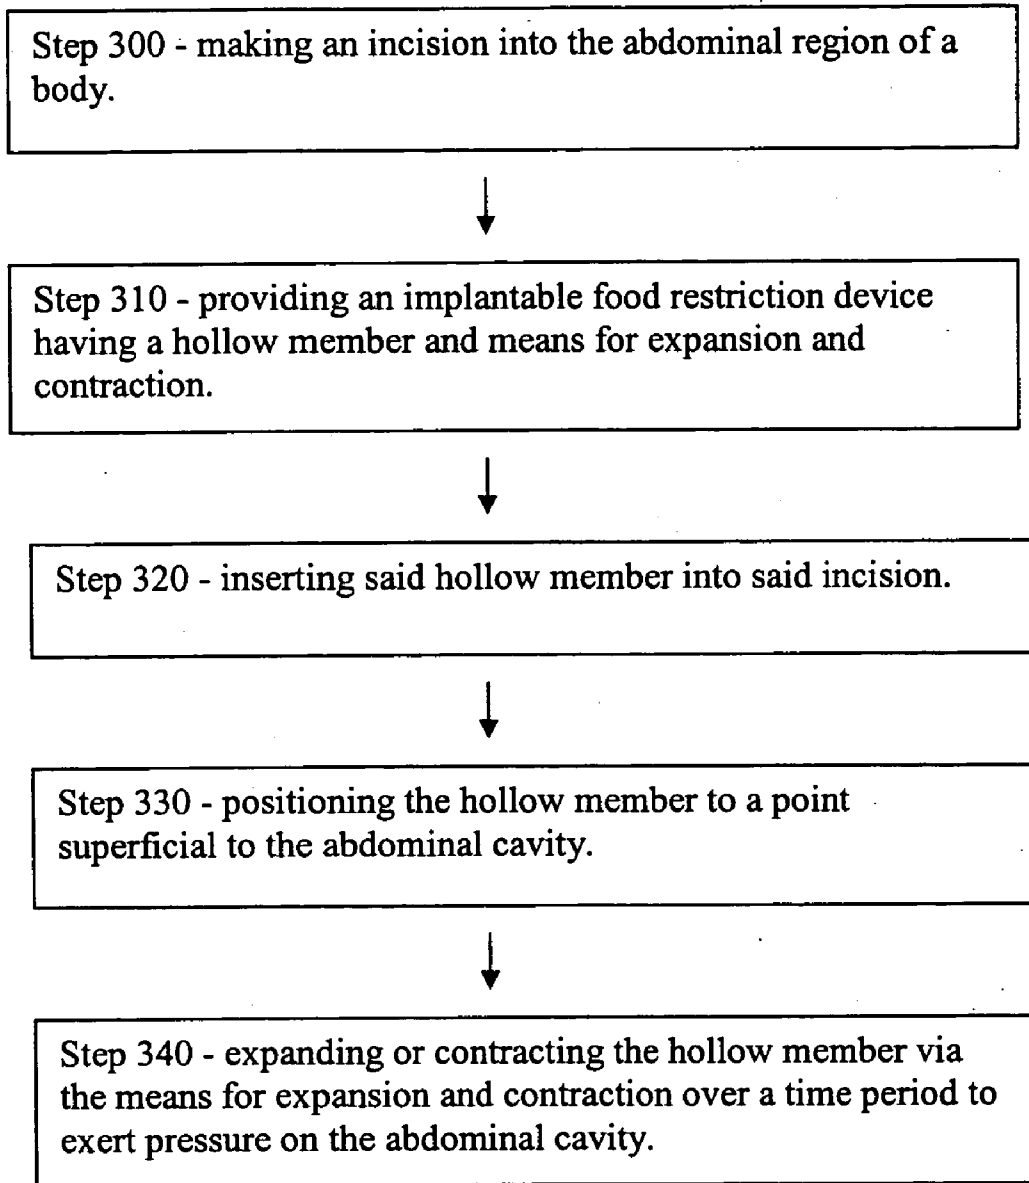 Step 300 - making an incision into the abdominal region of a
body.
Step 310 - providing an implantable food restriction device
having a hollow member and means for expansion and
contraction.
Step 320 - inserting said hollow member into said incision.
Step 330 - positioning the hollow member to a point
superficial to the abdominal cavity.
Step 340 - expanding or contracting the hollow member via
the means for expansion and contraction over a time period to
exert pressure on the abdominal cavity.